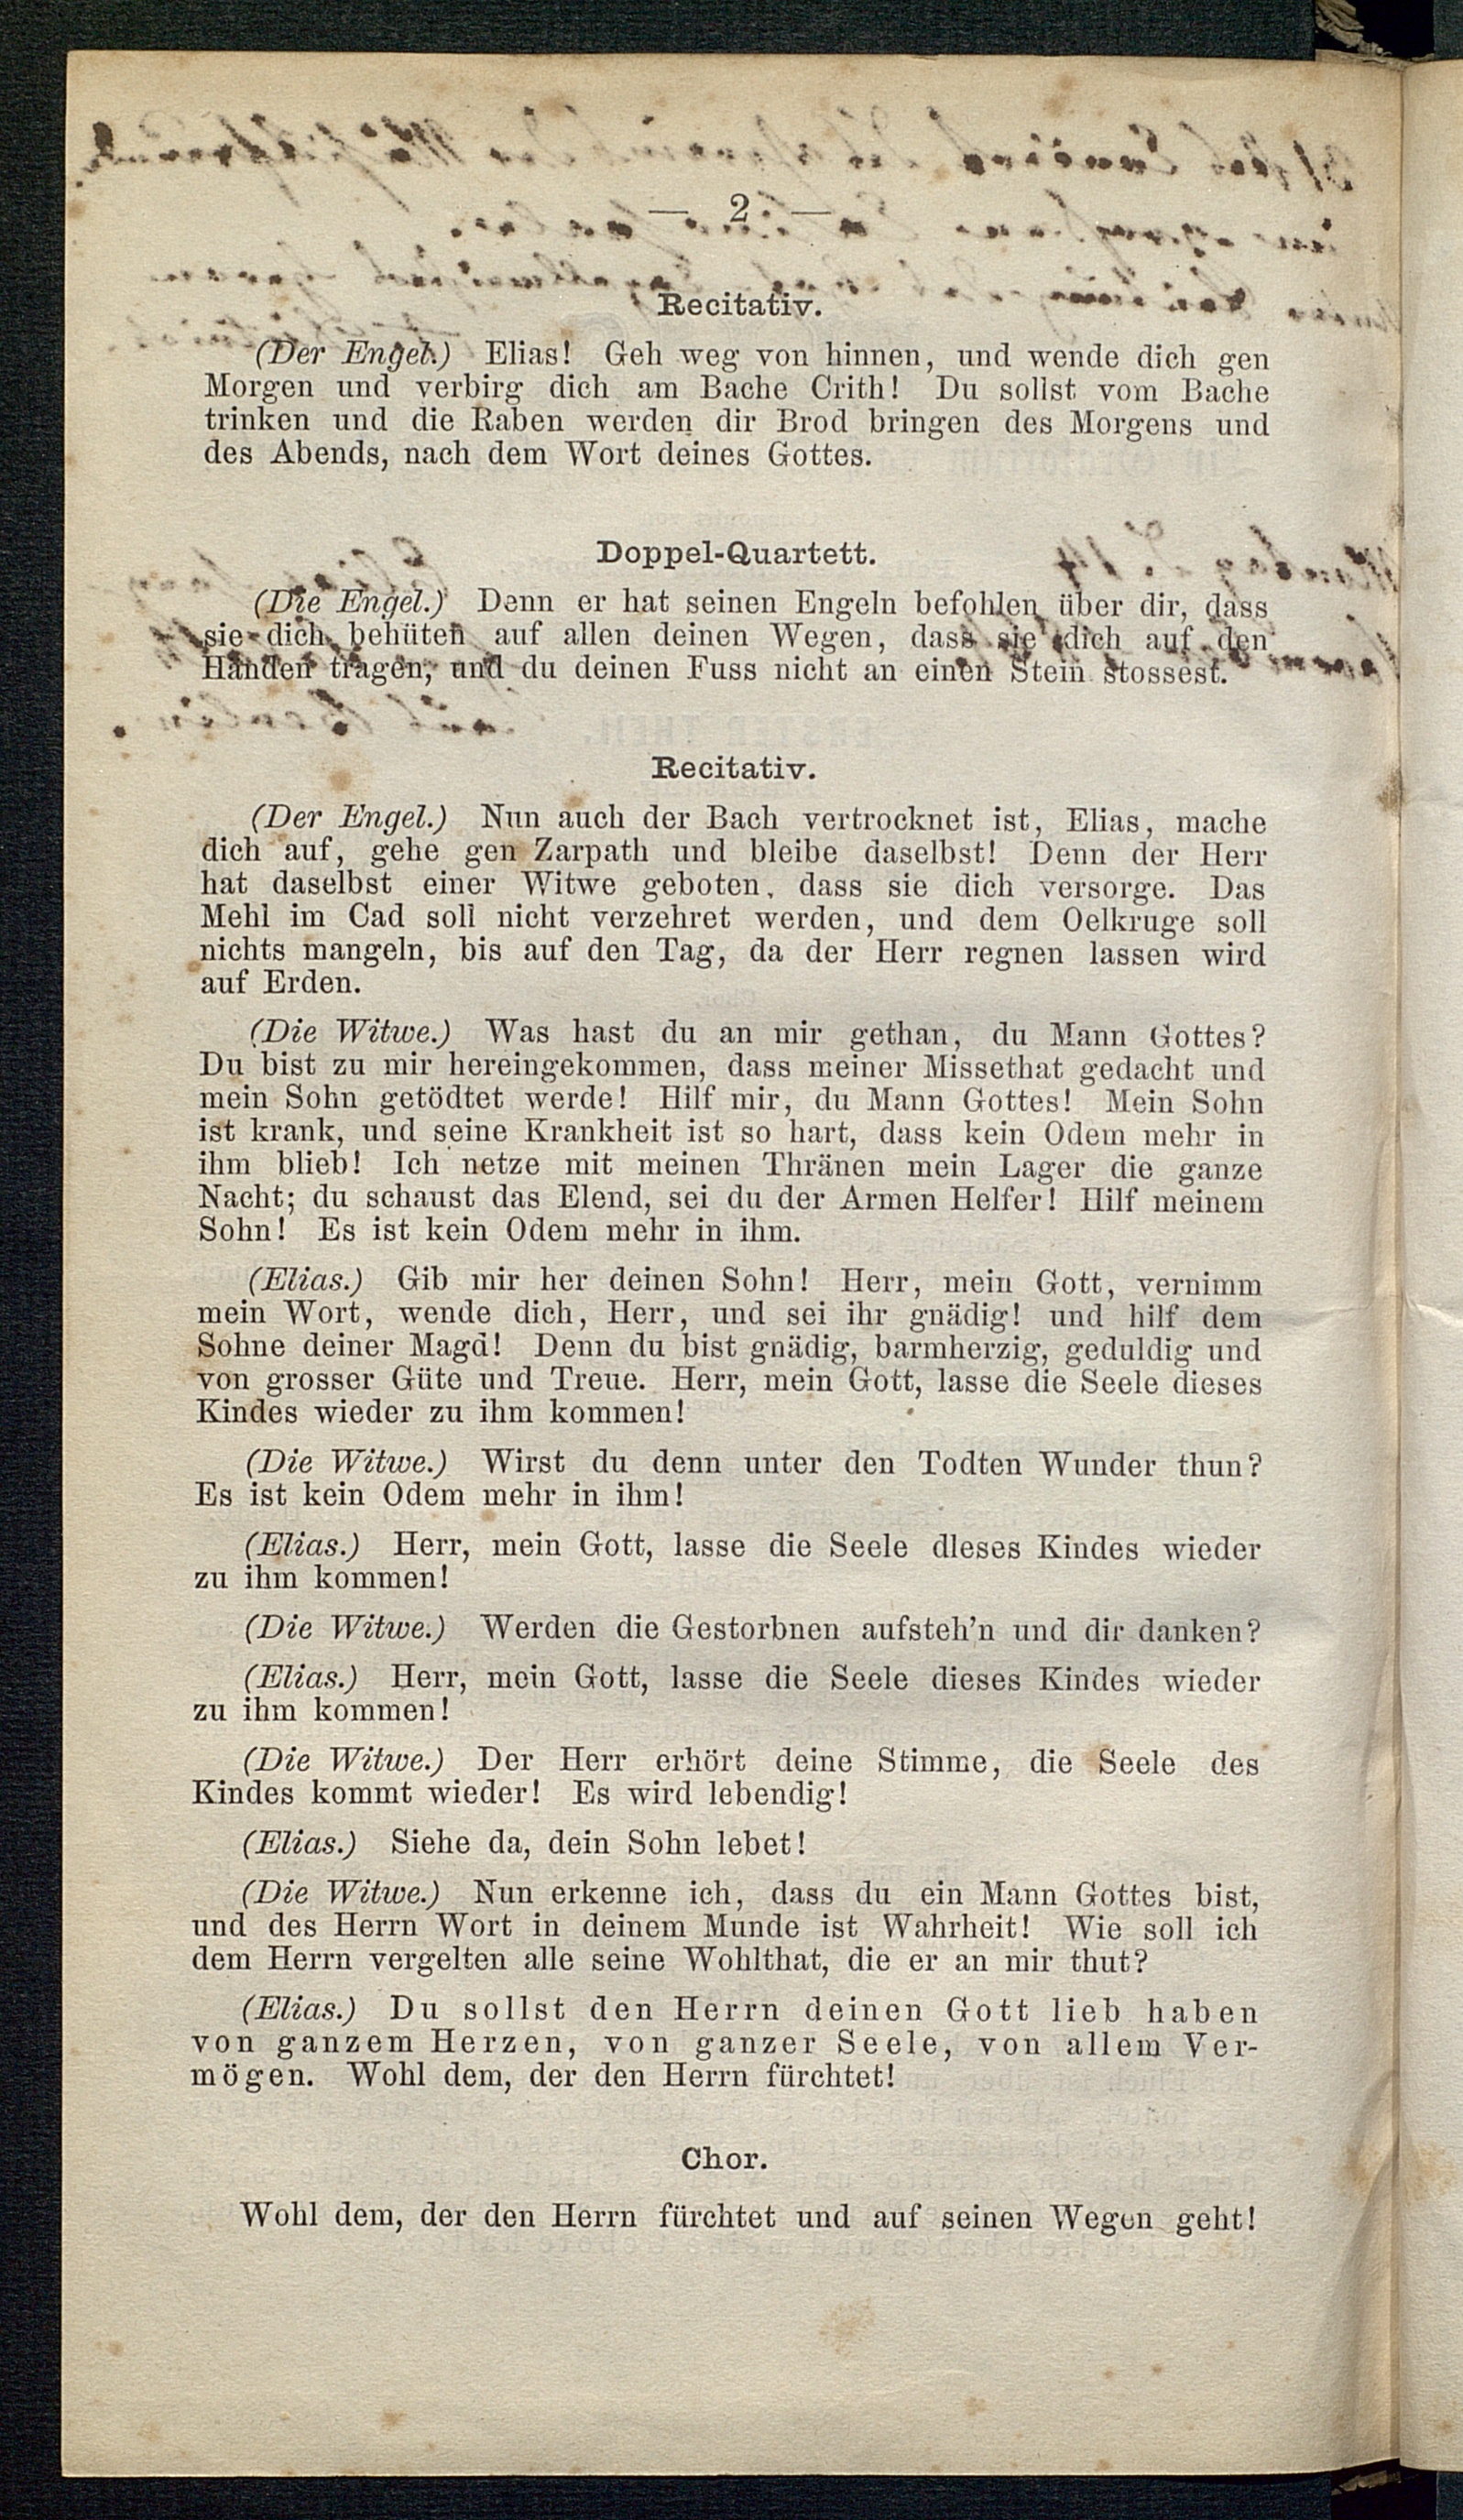 — 2 —
Recitativ.
(Der Engel.) Elias! Geh weg von hinnen, und wende dich gen
Morgen und verbirg dich am Bache Crith! Du sollst vom Bache
trinken und die Raben werden dir Brod bringen des Morgens und
des Abends, nach dem Wort deines Gottes.
Doppel-Quartett.
(Die Engel.) Denn er hat seinen Engeln befohlen über dir, dass
sie dich behüten auf allen deinen Wegen, dass sie dich auf den
Händen tragen, und du deinen Fuss nicht an einen Stein stossest.
Recitativ.
(Der Engel.) Nun auch der Bach vertrocknet ist, Elias, mache
dich auf, gehe gen Zarpath und bleibe daselbst! Denn der Herr
hat daselbst einer Witwe geboten, dass sie dich versorge. Das
Mehl im Cad soll nicht verzehret werden, und dem Oelkruge soll
nichts mangeln, bis auf den Tag, da der Herr regnen lassen wird
auf Erden.
(Die Witwe.) Was hast du an mir gethan, du Mann Gottes?
Du bist zu mir hereingekommen, dass meiner Missethat gedacht und
mein Sohn getödtet werde! Hilf mir, du Mann Gottes! Mein Sohn
ist krank, und seine Krankheit ist so hart, dass kein Odem mehr in
ihm blieb! Ich netze mit meinen Thränen mein Lager die ganze
Nacht; du schaust das Elend, sei du der Armen Helfer! Hilf meinem
Sohn! Es ist kein Odem mehr in ihm.
(Elias.) Gib mir her deinen Sohn! Herr, mein Gott, vernimm
mein Wort, wende dich, Herr, und sei ihr gnädig! und hilf dem
Sohne deiner Magd! Denn du bist gnädig, barmherzig, geduldig und
von grosser Güte und Treue. Herr, mein Gott, lasse die Seele dieses
Kindes wieder zu ihm kommen!
(Die Witwe.) Wirst du denn unter den Todten Wunder thun?
Es ist kein Odem mehr in ihm!
(Elias.) Herr, mein Gott, lasse die Seele dleses Kindes wieder
zu ihm kommen!
(Die Witwe.) Werden die Gestorbnen aufsteh'n und dir danken?
(Elias.) Herr, mein Gott, lasse die Seele dieses Kindes wieder
zu ihm kommen!
(Die Witwe.) Der Herr erhört deine Stimme, die Seele des
Kindes kommt wieder! Es wird lebendig!
(Elias.) Siehe da, dein Sohn lebet!
(Die Witwe.) Nun erkenne ich, dass du ein Mann Gottes bist,
und des Herrn Wort in deinem Munde ist Wahrheit! Wie soll ich
dem Herrn vergelten alle seine Wohlthat, die er an mir thut?
(Elias.) Du sollst den Herrn deinen Gott lieb haben
von ganzem Herzen, von ganzer Seele, von allem Ver-
mögen. Wohl dem, der den Herrn fürchtet!
Chor.
Wohl dem, der den Herrn fürchtet und auf seinen Wegen geht!